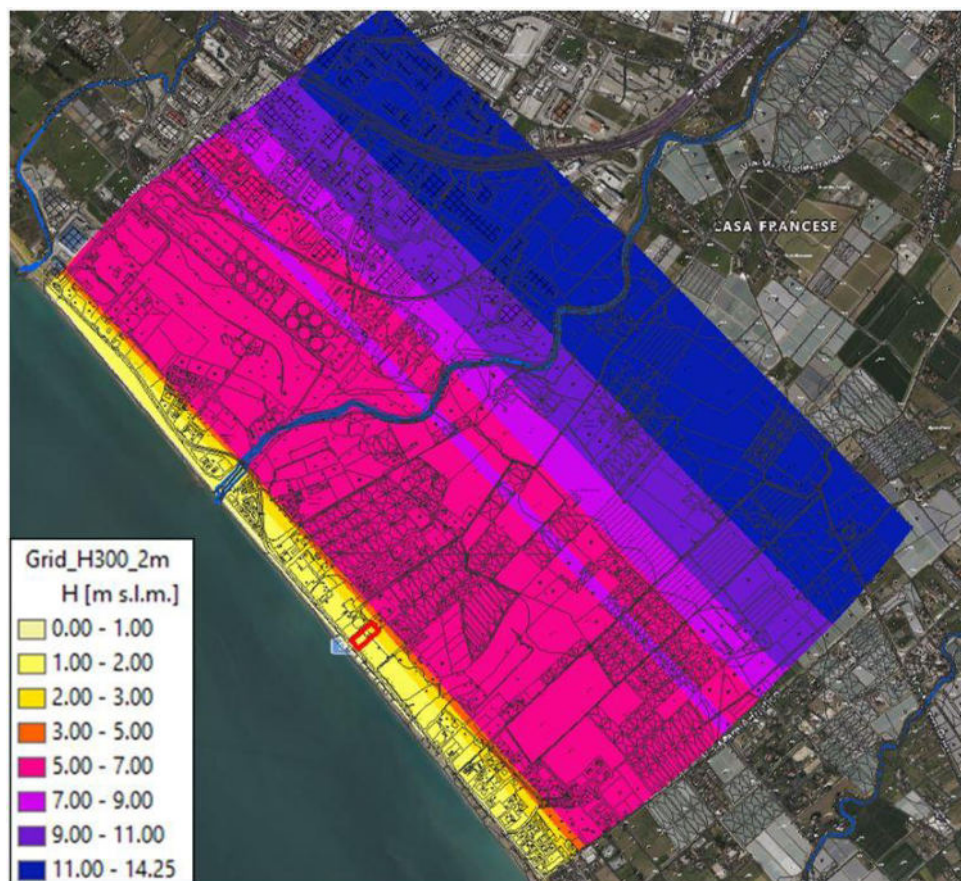 CASA FRANCESE
Grid_H300_2m
H [m s.l.m.]
0.00 - 1.00
1.00 - 2.00
2.00 - 3.00
3.00 - 5.00
5.00 - 7.00
7.00 - 9.00
9.00 - 11.00
11.00 - 14.25